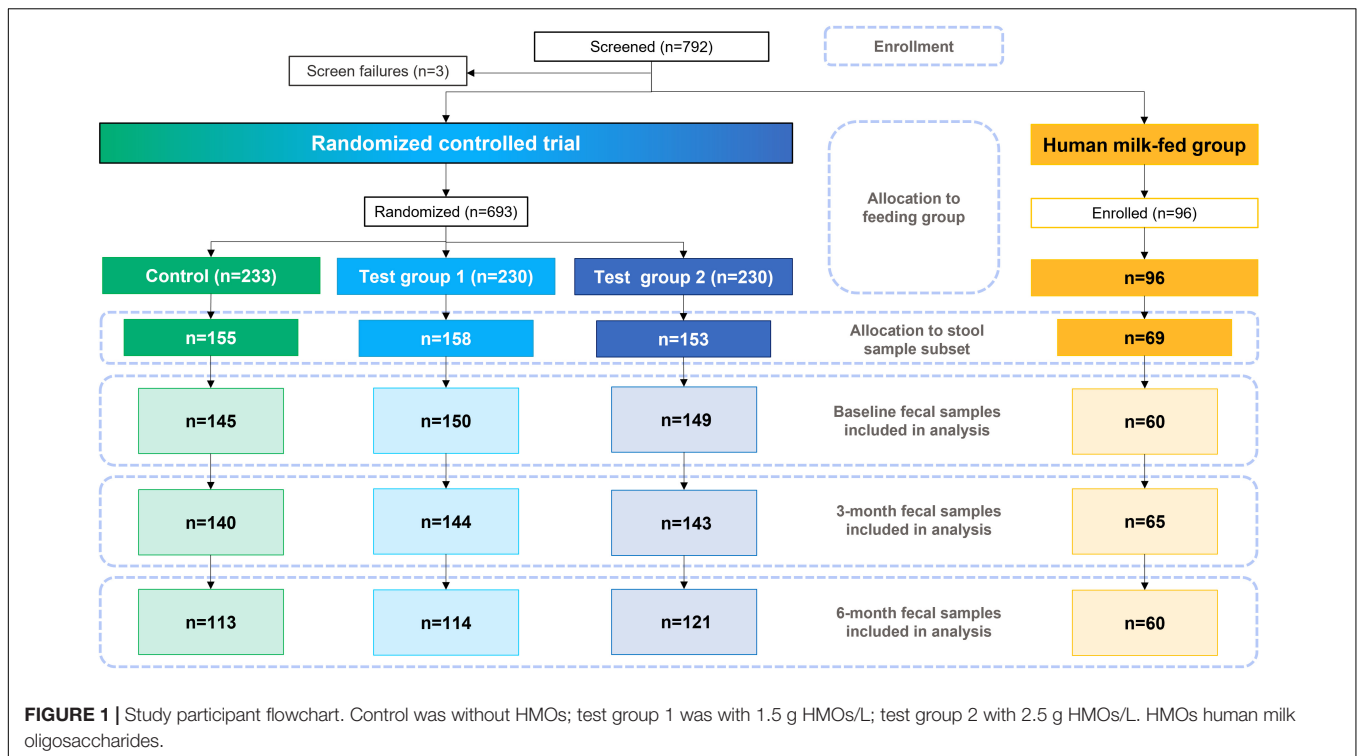 Screened (n=792)
Enrollment
Screen failures (n=3)
Randomized controlled trial
Human milk-fed group
Allocation to
feeding group
Randomized (n=693)
Enrolled (n=96)
Control (n=233)
Test group 1 (n=230)
Test group 2 (n=230)
n=96
n=155
n=158
n=153
Allocation to stool
sample subset
n=69
n=145
n=150
n=149
Baseline fecal samples
included in analysis
n=60
n=140
n=144
n=143
3-month fecal samples
included in analysis
n=65
n=113
n=114
n=121
6-month fecal samples
included in analysis
n=60
FIGURE 1 | Study participant flowchart. Control was without HMOs; test group 1 was with 1.5 g HMOs/L; test group 2 with 2.5 g HMOs/L. HMOs human milk
oligosaccharides.